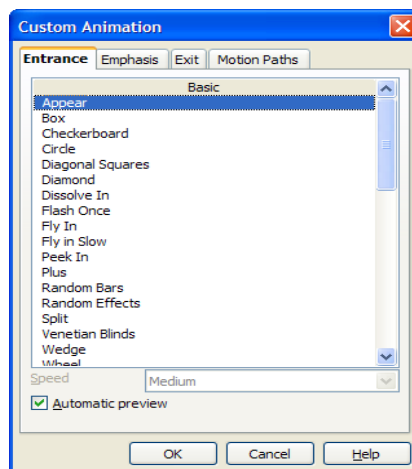 Custom Animation
Entrance Emphasis Exit Motion Paths
Basic
Appear
Box
Checkerboard
Circle
Diagonal Squares
Diamond
Dissolve In
Flash Once
Fly In
Fly in Slow
Peek In
Plus
Random Bars
Random Effects
Split
Venetian Blinds
Wedge
Wheel
Speed Medium
Automatic preview
OK Cancel Help